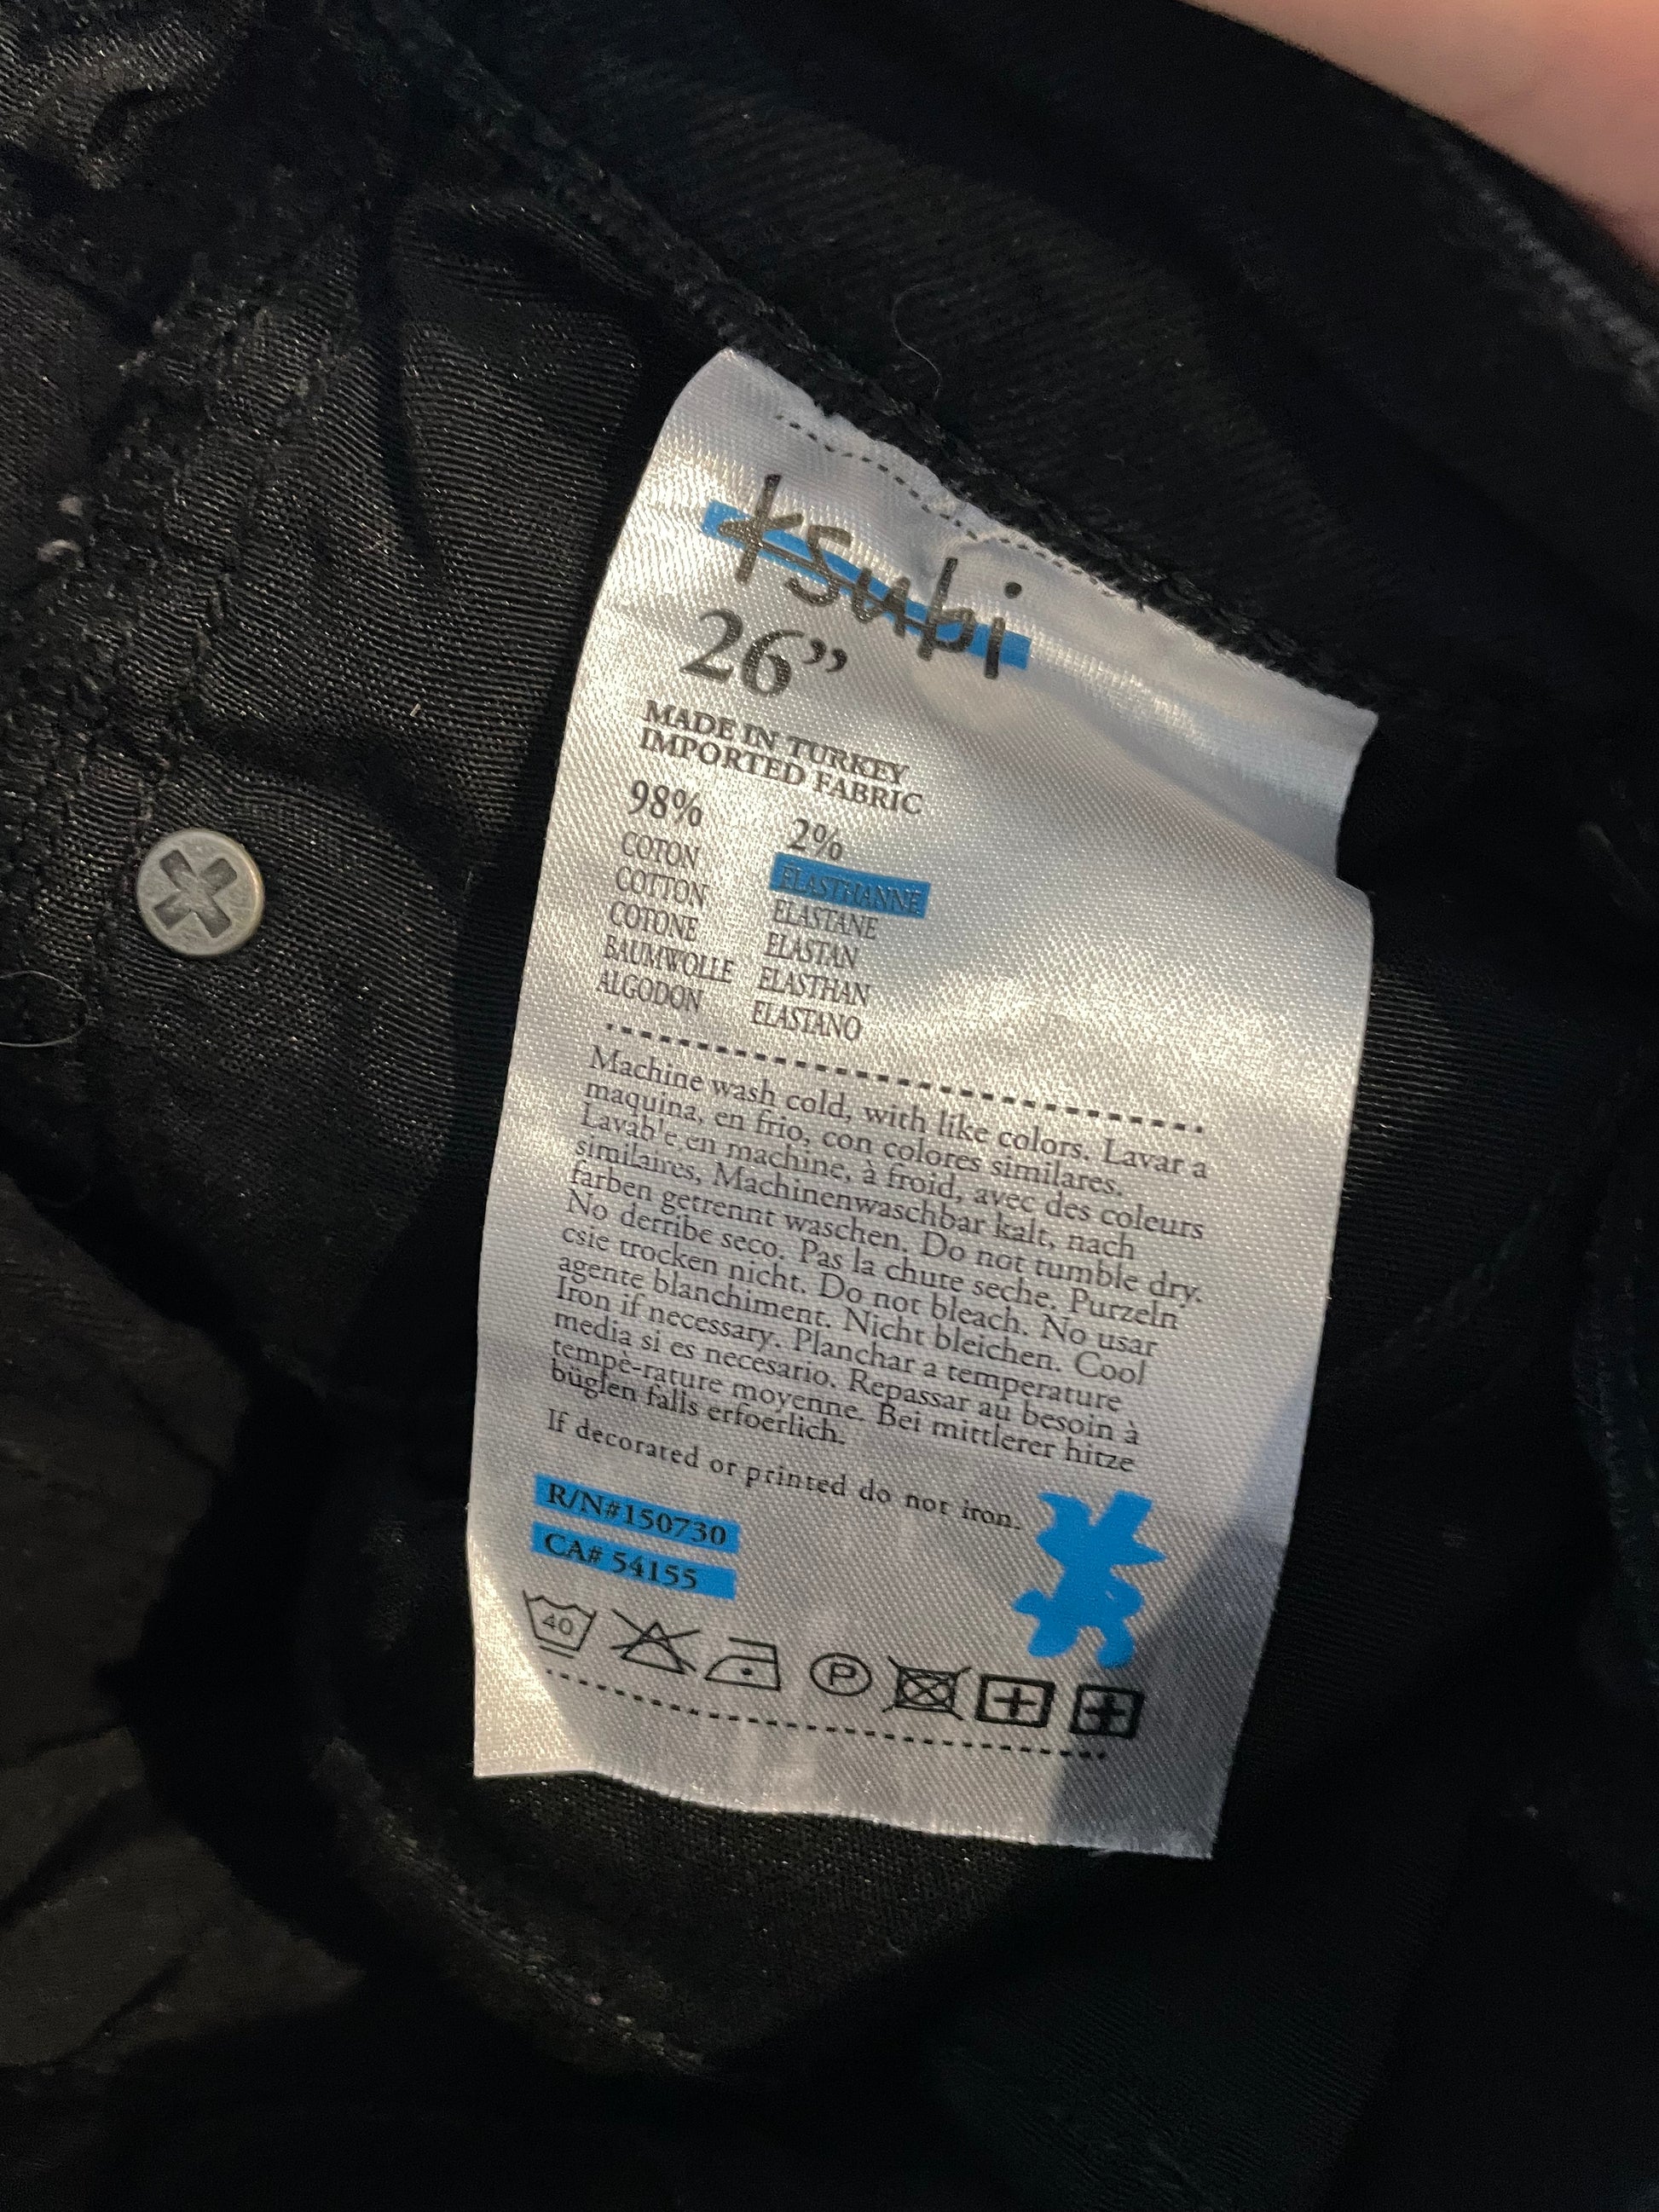 ksubi
26”
MADE IN TURKEY
IMPORTED FABRIC
98% 2%
COTON ELASTHANNE
COTTON ELASTANE
COTONE ELASTAN
BAUMWOLLE ELASTHAN
ALGODON ELASTANO
Machine wash cold, with like colors. Lavar a
maquina, en frio, con colores similares.
Lavable en machine, à froid, avec des couleurs
similaires, Machinenwaschbar kalt, nach
farben getrennt waschen. Do not tumble dry.
No derribe seco. Pas la chute seche. Purzeln
csie trocken nicht. Do not bleach. No usar
agente blanchiment. Nicht bleichen. Cool
Iron if necessary. Planchar a temperature
media si es necesario. Repassar au besoin à
tempè-rature moyenne. Bei mittlerer hitze
büglen falls erfoerlich.
If decorated or printed do not iron.
R/N#150730
CA# 54155
40 P